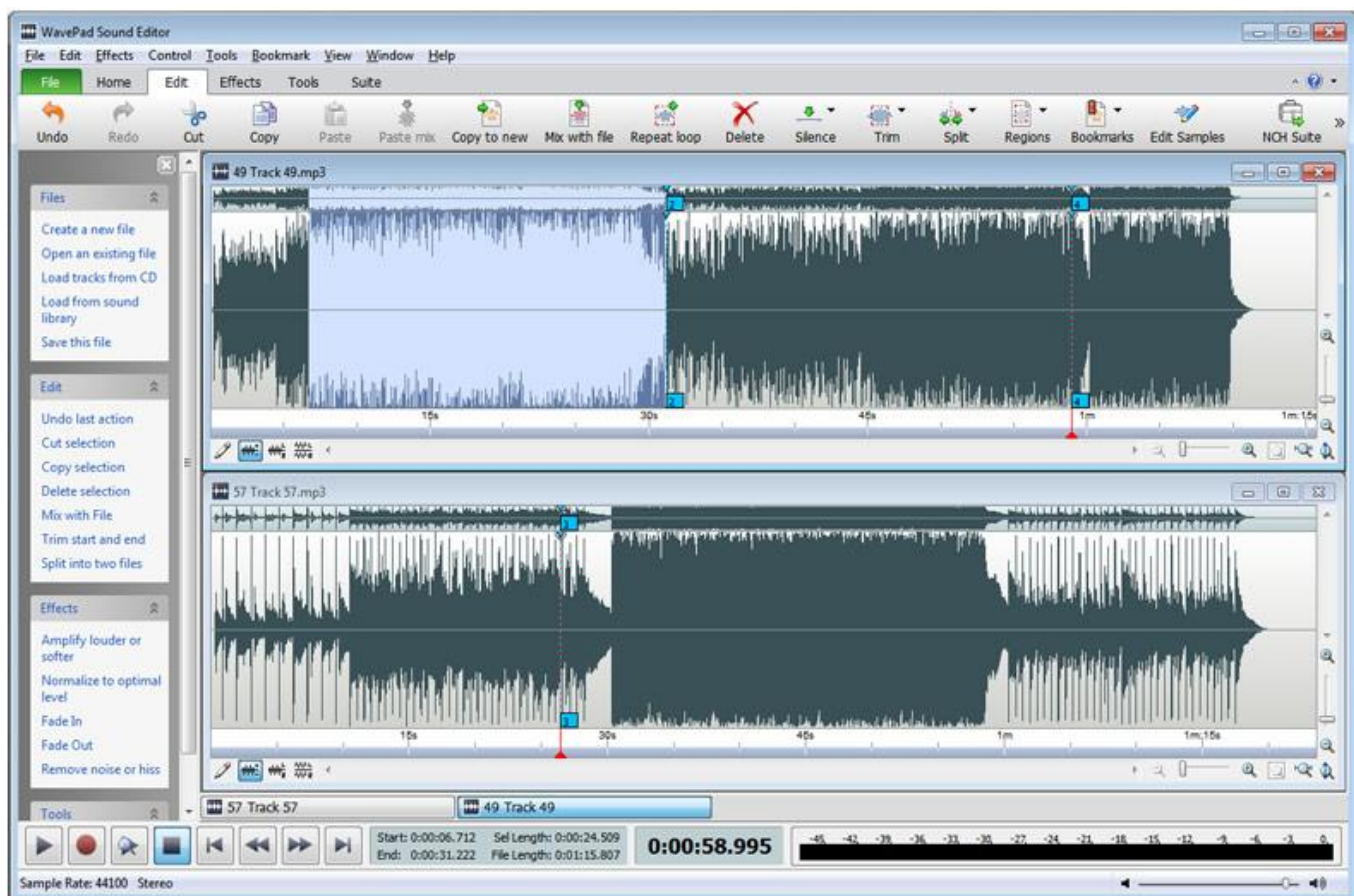 WavePad Sound Editor
File Edit Effects Control Tools Bookmark View Window Help
File Home Edit Effects Tools Suite
Undo Redo Cut Copy Paste Paste mix Copy to new Mix with file Repeat loop Delete Silence Trim Split Regions Bookmarks Edit Samples NCH Suite
Files
Create a new file
Open an existing file
Load tracks from CD
Load from sound
library
Save this file
Edit
Undo last action
Cut selection
Copy selection
Delete selection
Mix with File
Trim start and end
Split into two files
Effects
Amplify louder or
softer
Normalize to optimal
level
Fade In
Fade Out
Remove noise or hiss
Tools
49 Track 49.mp3
2 4
2 4
15s 30s 45s 1m 1m:15s
57 Track 57.mp3
3
3
15s 30s 45s 1m 1m:15s
57 Track 57 49 Track 49
Start: 0:00:06.712 Sel Length: 0:00:24.509
End: 0:00:31.222 File Length: 0:01:15.807
0:00:58.995
-45 -42 -39 -36 -33 -30 -27 -24 -21 -18 -15 -12 -9 -6 -3 0
Sample Rate: 44100 Stereo